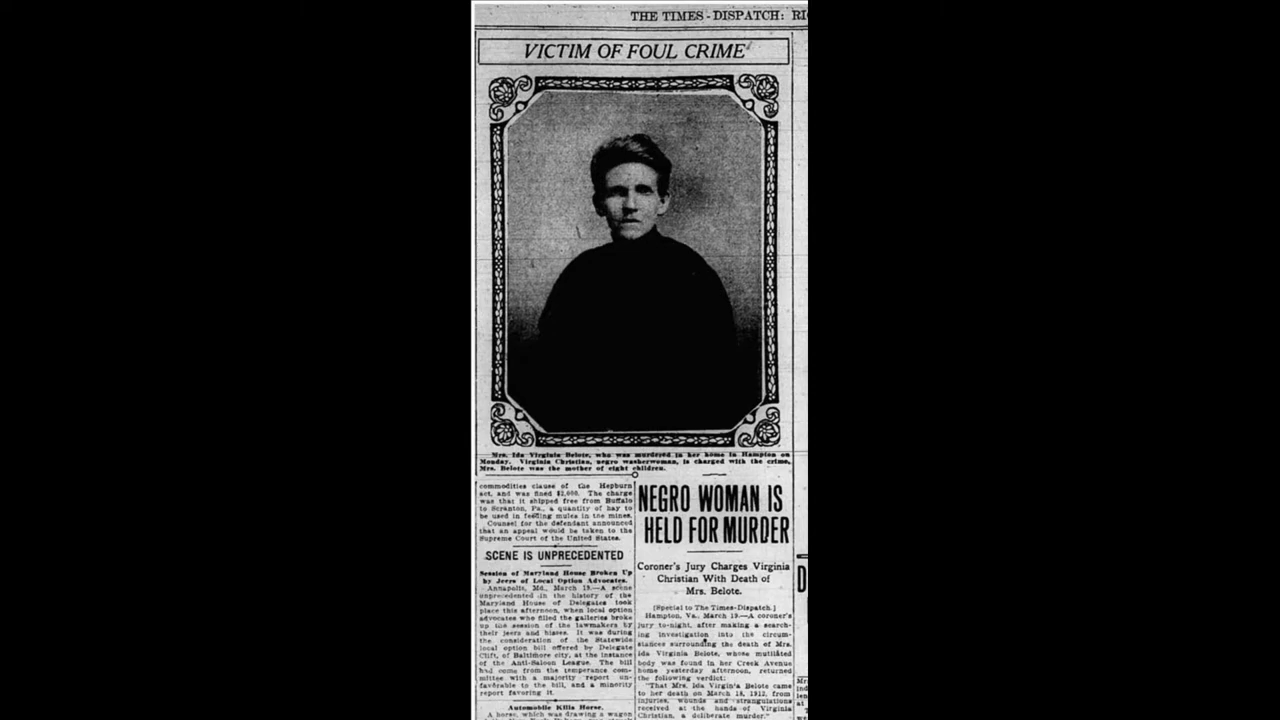 THE TIMES-DISPATCH: RI
VICTIM OF FOUL CRIME
Mrs. Ida Virginia Belote, who was murdered in her home in Hampton on
Monday. Virginia Christian, negro washerwoman, is charged with the crime,
Mrs. Belote was the mother of eight children.
commodities clause of the Hepburn
act, and was fined $2,000. The charge
was that it shipped free from Buffalo
to Scranton, Pa., a quantity of hay to
be used in feeding mules in the mines.
Counsel for the defendant announced
that an appeal would be taken to the
Supreme Court of the United States.
SCENE IS UNPRECEDENTED
Session of Maryland House Broken Up
by Jeers of Local Option Advocates.
Annapolis, Md., March 19.—A scene
unprecedented in the history of the
Maryland House of Delegates took
place this afternoon, when local option
advocates who filled the galleries broke
up the session of the lawmakers by
their jeers and hisses. It was during
the consideration of the Statewide
local option bill offered by Delegate
Clift, of Baltimore city, at the instance
of the Anti-Saloon League. The bill
had come from the temperance com-
mittee with a majority report un-
favorable to the bill, and a minority
report favoring it.
Automobile Kills Horse.
A horse, which was drawing a wagon
NEGRO WOMAN IS
HELD FOR MURDER
Coroner's Jury Charges Virginia
Christian With Death of
Mrs. Belote.
[Special to The Times-Dispatch.]
Hampton, Va., March 19.—A coroner's
jury to-night, after making a search-
ing investigation into the circum-
stances surrounding the death of Mrs.
Ida Virginia Belote, whose mutilated
body was found in her Creek Avenue
home yesterday afternoon, returned
the following verdict:
"That Mrs. Ida Virginia Belote came
to her death on March 18, 1912, from
injuries, wounds and strangulations
received at the hands of Virginia
Christian, a deliberate murder."